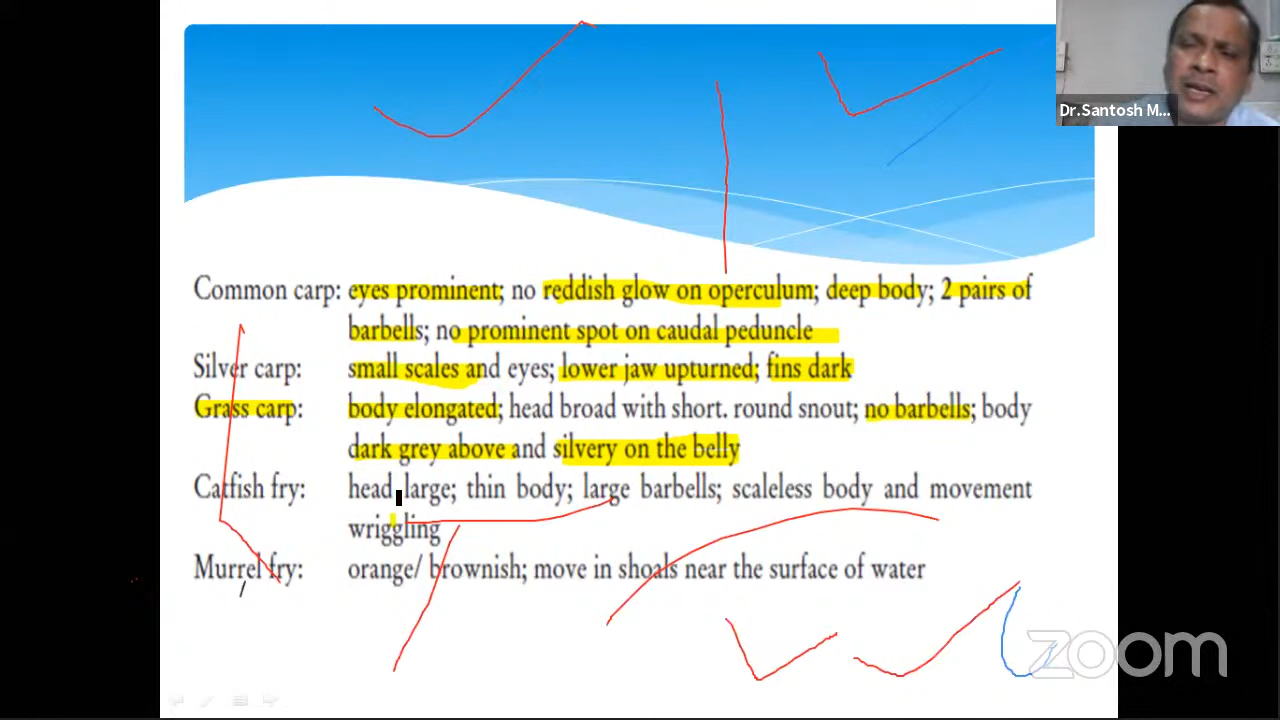 Dr.Santosh M...
Common carp: eyes prominent; no reddish glow on operculum; deep body; 2 pairs of
barbells; no prominent spot on caudal peduncle
Silver carp: small scales and eyes; lower jaw upturned; fins dark
Grass carp: body elongated; head broad with short. round snout; no barbells; body
dark grey above and silvery on the belly
Catfish fry: head large; thin body; large barbells; scaleless body and movement
wriggling
Murrel fry: orange/ brownish; move in shoals near the surface of water
zoom